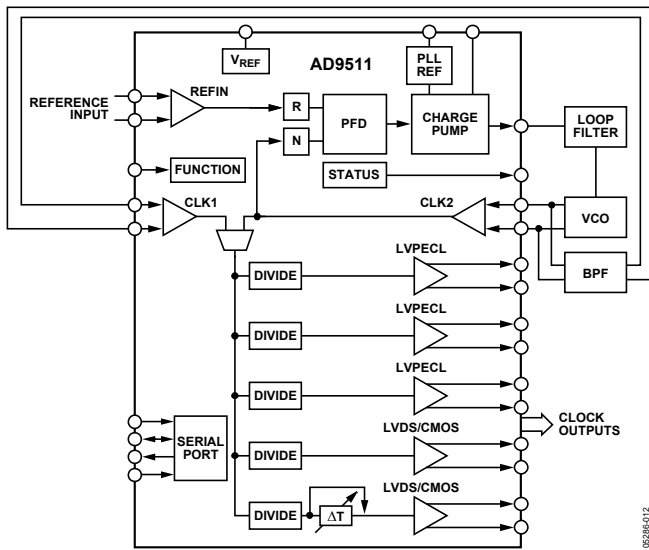 V_REF
AD9511
PLL
REF
REFERENCE
INPUT
REFIN
R
N
PFD
CHARGE
PUMP
LOOP
FILTER
FUNCTION
STATUS
CLK1
CLK2
VCO
BPF
DIVIDE
LVPECL
DIVIDE
LVPECL
DIVIDE
LVPECL
CLOCK
OUTPUTS
SERIAL
PORT
DIVIDE
LVDS/CMOS
DIVIDE
ΔT
LVDS/CMOS
05286-012